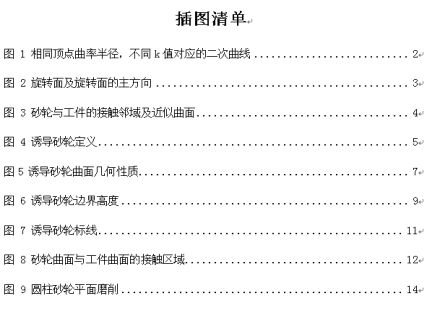 插图清单
图 1 相同顶点曲率半径，不同 k 值对应的二次曲线 .......................... 2
图 2 旋转面及旋转面的主方向 .......................................... 3
图 3 砂轮与工件的接触邻域及近似曲面................................... 4
图 4 诱导砂轮定义................................................... 5
图 5 诱导砂轮曲面几何性质............................................ 7
图 6 诱导砂轮边界高度............................................... 9
图 7 诱导砂轮标线.................................................. 11
图 8 砂轮曲面与工件曲面的接触区域.................................... 12
图 9 圆柱砂轮平面磨削.............................................. 14